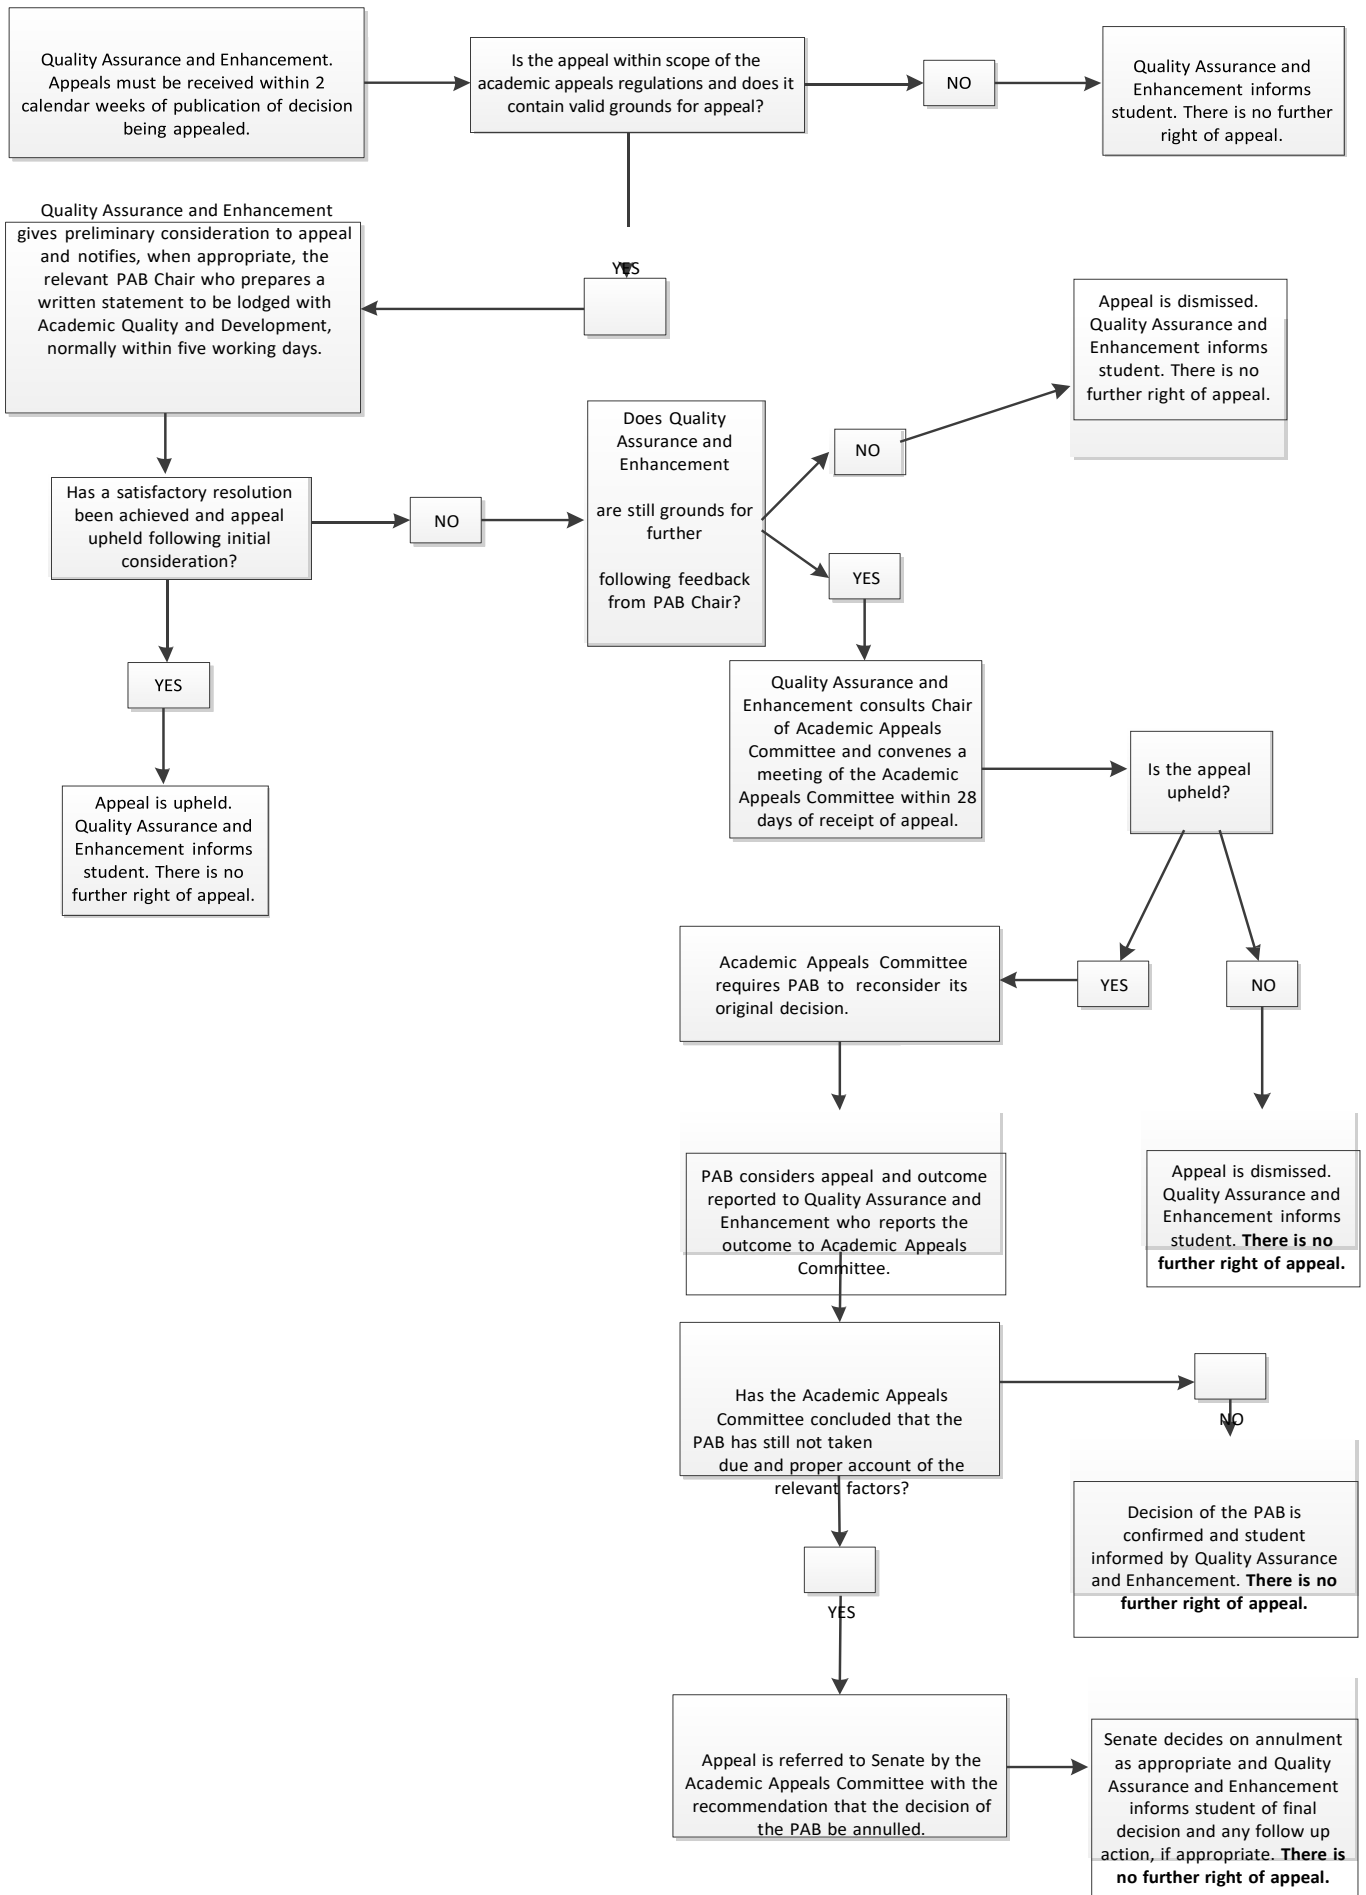 Quality Assurance and Enhancement.
Appeals must be received within 2
calendar weeks of publication of decision
being appealed.
Is the appeal within scope of the
academic appeals regulations and does it
contain valid grounds for appeal?
NO
Quality Assurance and
Enhancement informs
student. There is no further
right of appeal.
YES
Quality Assurance and Enhancement
gives preliminary consideration to appeal
and notifies, when appropriate, the
relevant PAB Chair who prepares a
written statement to be lodged with
Academic Quality and Development,
normally within five working days.
Has a satisfactory resolution
been achieved and appeal
upheld following initial
consideration?
NO
Does Quality
Assurance and
Enhancement
are still grounds for
further
following feedback
from PAB Chair?
NO
Appeal is dismissed.
Quality Assurance and
Enhancement informs
student. There is no
further right of appeal.
YES
YES
Appeal is upheld.
Quality Assurance and
Enhancement informs
student. There is no
further right of appeal.
Quality Assurance and
Enhancement consults Chair
of Academic Appeals
Committee and convenes a
meeting of the Academic
Appeals Committee within 28
days of receipt of appeal.
Is the appeal
upheld?
YES
NO
Academic Appeals Committee
requires PAB to reconsider its
original decision.
Appeal is dismissed.
Quality Assurance and
Enhancement informs
student. There is no
further right of appeal.
PAB considers appeal and outcome
reported to Quality Assurance and
Enhancement who reports the
outcome to Academic Appeals
Committee.
Has the Academic Appeals
Committee concluded that the
PAB has still not taken
due and proper account of the
relevant factors?
NO
Decision of the PAB is
confirmed and student
informed by Quality Assurance
and Enhancement. There is no
further right of appeal.
YES
Appeal is referred to Senate by the
Academic Appeals Committee with the
recommendation that the decision of
the PAB be annulled.
Senate decides on annulment
as appropriate and Quality
Assurance and Enhancement
informs student of final
decision and any follow up
action, if appropriate. There is
no further right of appeal.